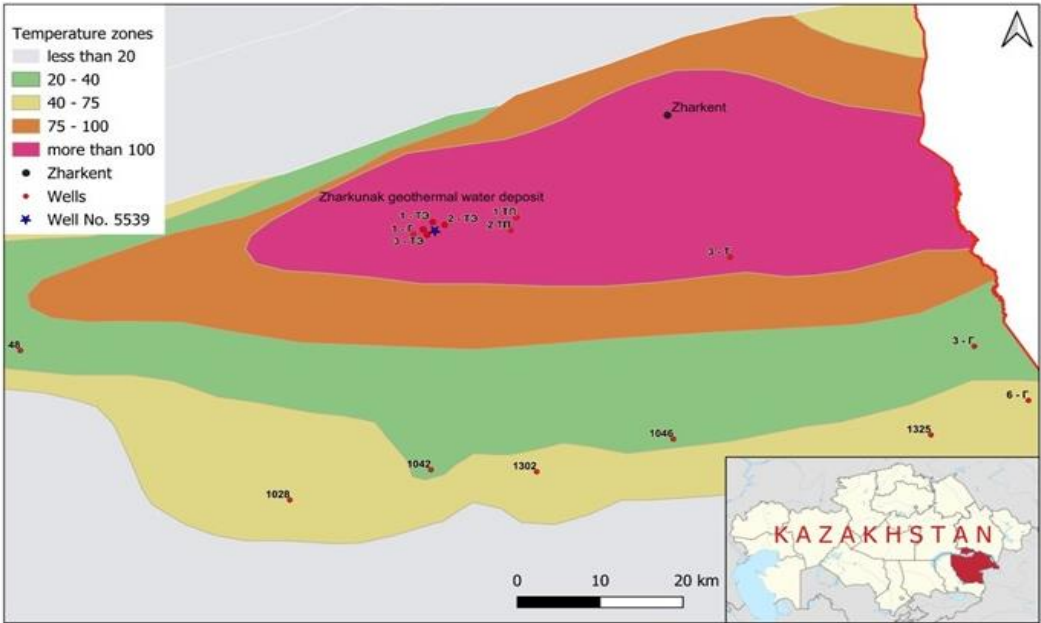 Temperature zones
less than 20
20 - 40
40 - 75
75 - 100
more than 100
Zharkent
Wells
Well No. 5539
Zharkent
Zharkunak geothermal water deposit
1 - ТЭ
2 - ТЭ
1 ТП
2 ТП
1 - Г
3 - ТЭ
3 - Т
48
3 - Г
6 - Г
1325
1046
1042
1302
1028
KAZAKHSTAN
0 10 20 km